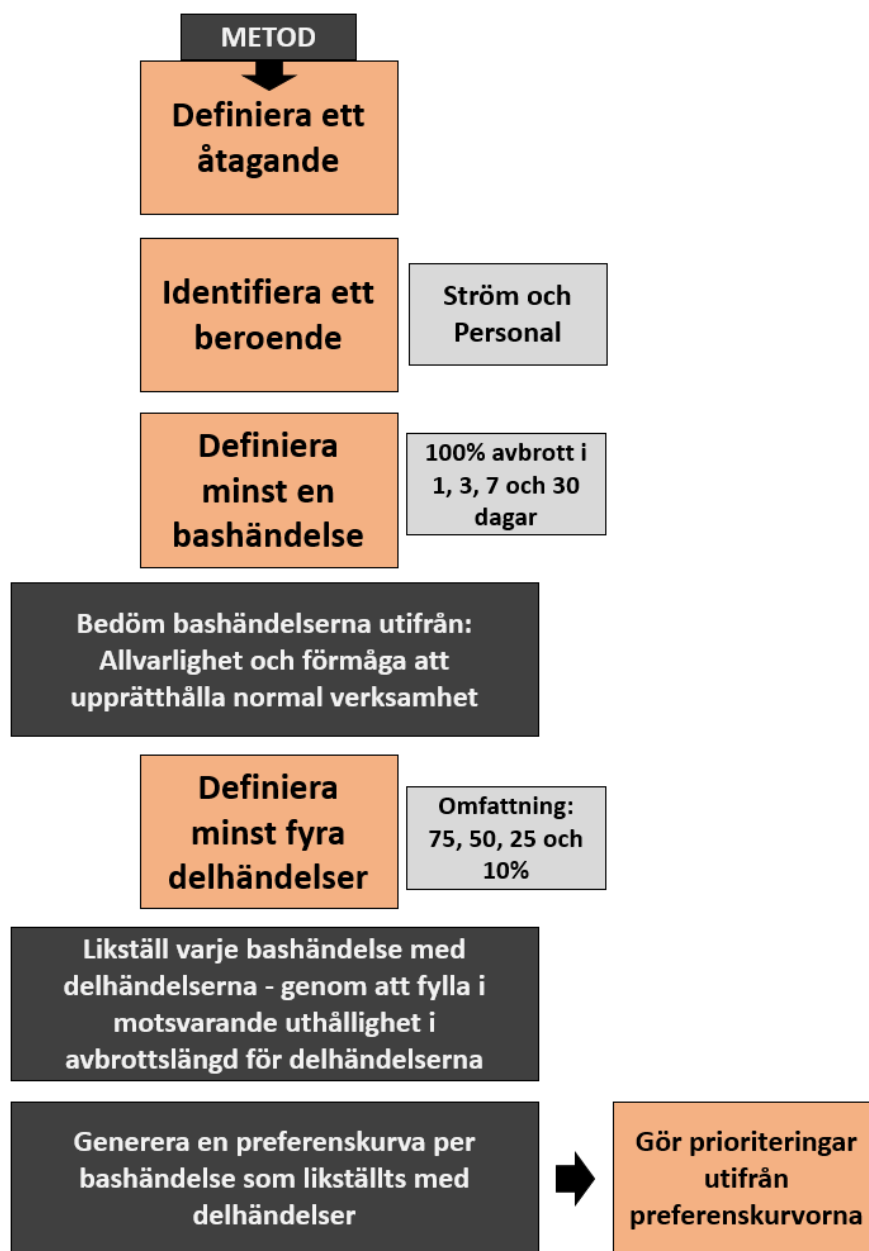 METOD
Definiera ett
åtagande
Identifiera ett
beroende
Ström och
Personal
Definiera
minst en
bashändelse
100% avbrott i
1, 3, 7 och 30
dagar
Bedöm bashändelserna utifrån:
Allvarlighet och förmåga att
upprätthålla normal verksamhet
Definiera
minst fyra
delhändelser
Omfattning:
75, 50, 25 och
10%
Likställ varje bashändelse med
delhändelserna - genom att fylla i
motsvarande uthållighet i
avbrottslängd för delhändelserna
Generera en preferenskurva per
bashändelse som likställts med
delhändelser
Gör prioriteringar
utifrån
preferenskurvorna